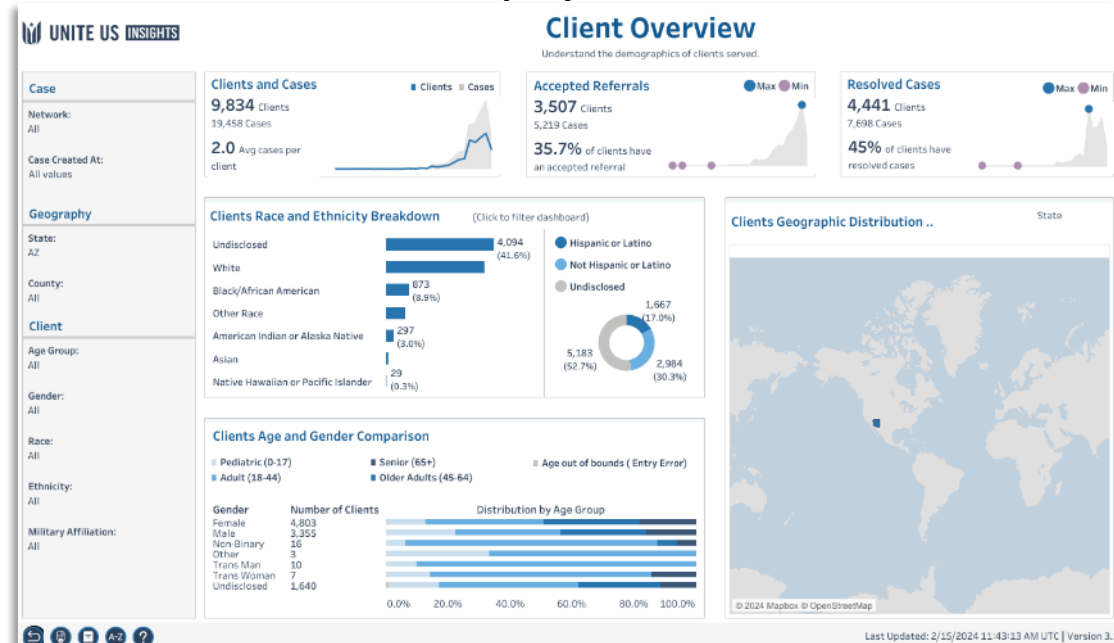 UNITE US INSIGHTS
Client Overview
Understand the demographics of clients served.
Case
Network:
All
Case Created At:
All values
Geography
State:
AZ
County:
All
Client
Age Group:
All
Gender:
All
Race:
All
Ethnicity:
All
Military Affiliation:
All
Clients and Cases
Clients Cases
9,834 Clients
19,458 Cases
2.0 Avg cases per
client
Accepted Referrals
Max Min
3,507 Clients
5,219 Cases
35.7% of clients have
an accepted referral
Resolved Cases
Max Min
4,441 Clients
7,698 Cases
45% of clients have
resolved cases
Clients Race and Ethnicity Breakdown (Click to filter dashboard)
Undisclosed 4,094
(41.6%)
White
Black/African American 873
(8.9%)
Other Race
American Indian or Alaska Native 297
(3.0%)
Asian
Native Hawaiian or Pacific Islander 29
(0.3%)
Hispanic or Latino
Not Hispanic or Latino
Undisclosed
1,667
(17.0%)
5,183
(52.7%)
2,984
(30.3%)
Clients Geographic Distribution ..
State
© 2024 Mapbox © OpenStreetMap
Clients Age and Gender Comparison
Pediatric (0-17) Senior (65+) Age out of bounds ( Entry Error)
Adult (18-44) Older Adults (45-64)
Gender Number of Clients Distribution by Age Group
Female 4,803
Male 3,355
Non-Binary 16
Other 3
Trans Man 10
Trans Woman 7
Undisclosed 1,640
0.0% 20.0% 40.0% 60.0% 80.0% 100.0%
A-Z ?
Last Updated: 2/15/2024 11:43:13 AM UTC | Version 3.